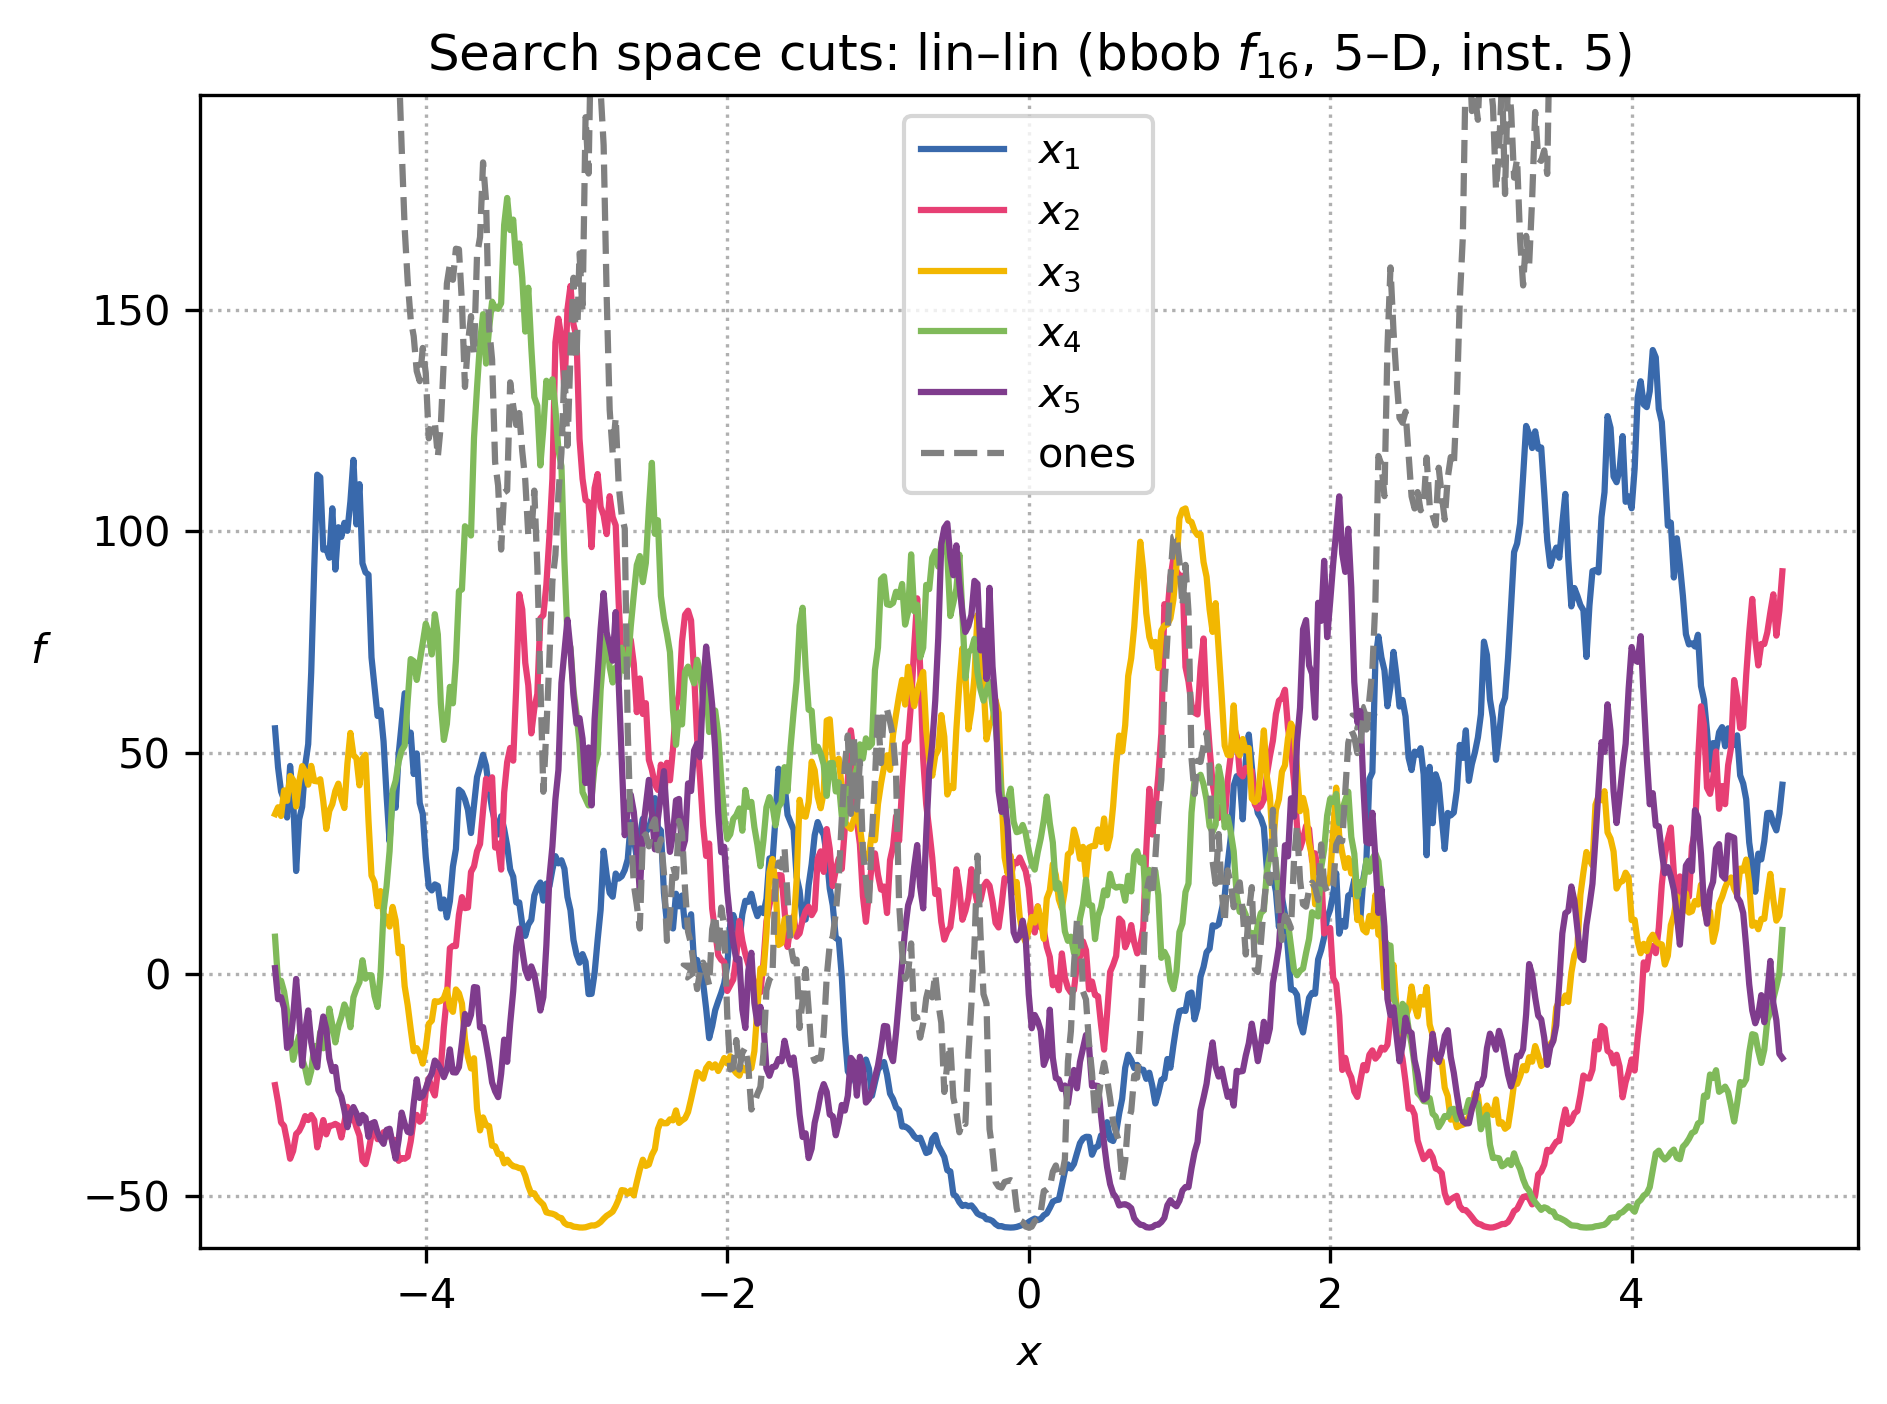 Search space cuts: lin–lin (bbob f₁₆, 5–D, inst. 5)
x₁
x₂
x₃
x₄
x₅
ones
150
100
50
0
−50
f
−4 −2 0 2 4
x